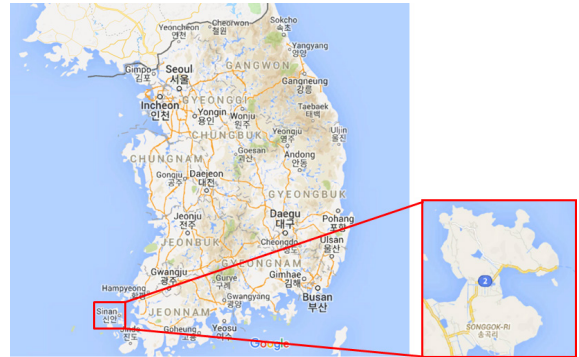 Sokcho
속초
Cheorwon
철원
Yeoncheon
연천
Yangyang
양양
Gimpo
김포
Seoul
서울
GANGWON
Gangneung
강릉
Incheon
인천
GYEONGGI
Yongin
용인
Wonju
원주
Taebaek
태백
CHUNGBUK
Yeongju
영주
Uljin
울진
Goesan
괴산
Andong
안동
CHUNGNAM
Gongju
공주
Daejeon
대전
GYEONGBUK
Jeonju
전주
Daegu
대구
Pohang
포항
JEONBUK
Cheongdo
Ulsan
울산
GYEONGNAM
Gwangju
광주
Gurye
구례
Gimhae
김해
Hampyeong
Gwangyang
광양
Busan
부산
Sinan
신안
JEONNAM
Jindo
진도
Goheung
고흥
Yeosu
여수
Google
2
SONGGOK-RI
송곡리